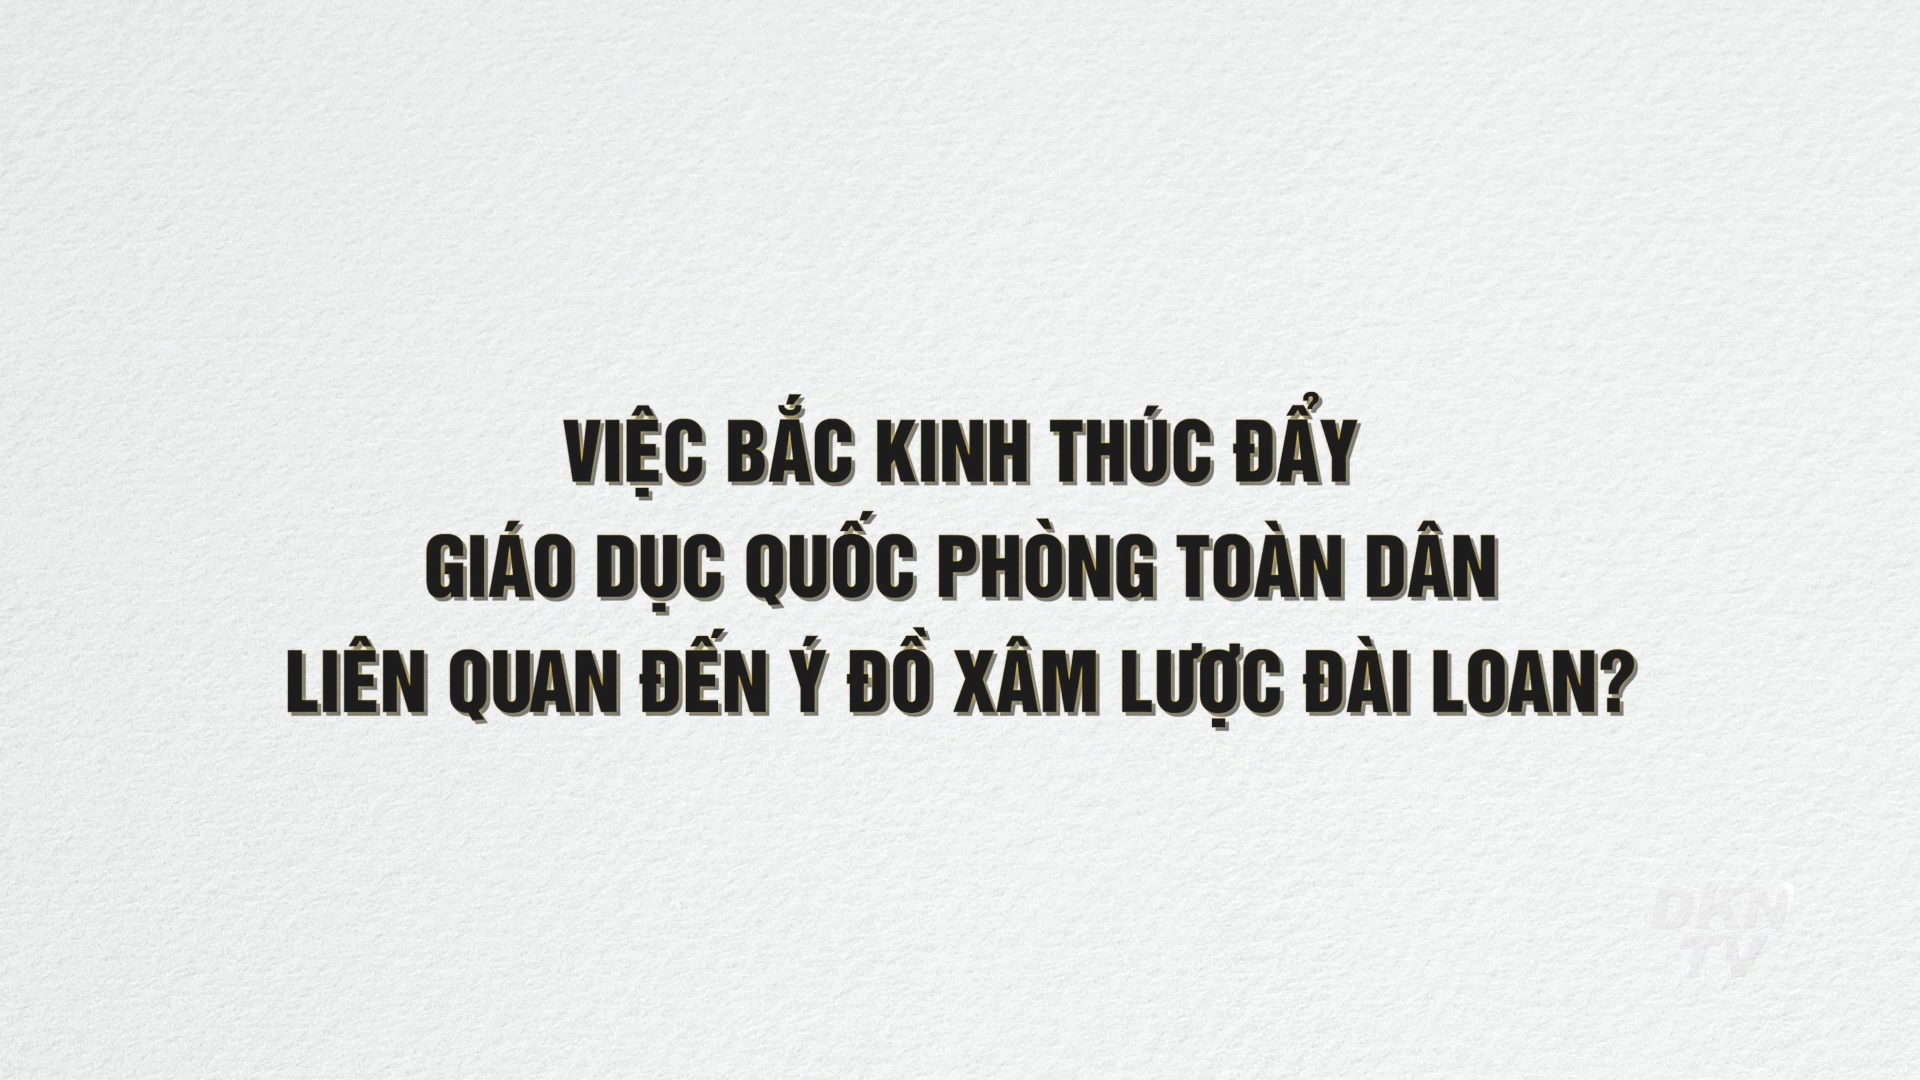 VIỆC BẮC KINH THÚC ĐẨY
GIÁO DỤC QUỐC PHÒNG TOÀN DÂN
LIÊN QUAN ĐẾN Ý ĐỒ XÂM LƯỢC ĐÀI LOAN?
DKN
TV